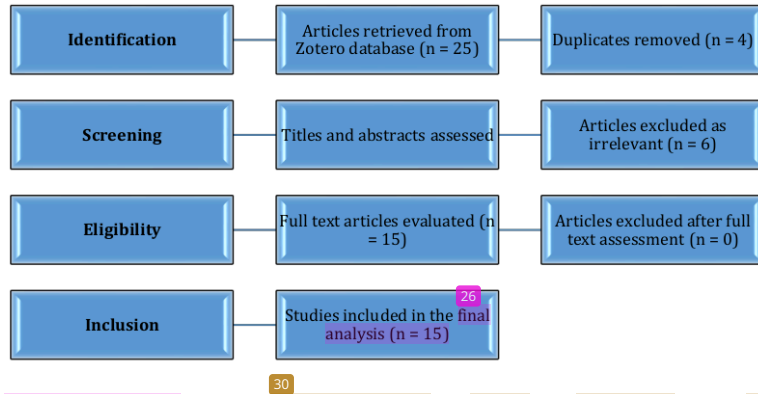 Identification
Articles retrieved from
Zotero database (n = 25)
Duplicates removed (n = 4)
Screening
Titles and abstracts assessed
Articles excluded as
irrelevant (n = 6)
Eligibility
Full text articles evaluated (n
= 15)
Articles excluded after full
text assessment (n = 0)
26
Inclusion
Studies included in the final
analysis (n = 15)
30